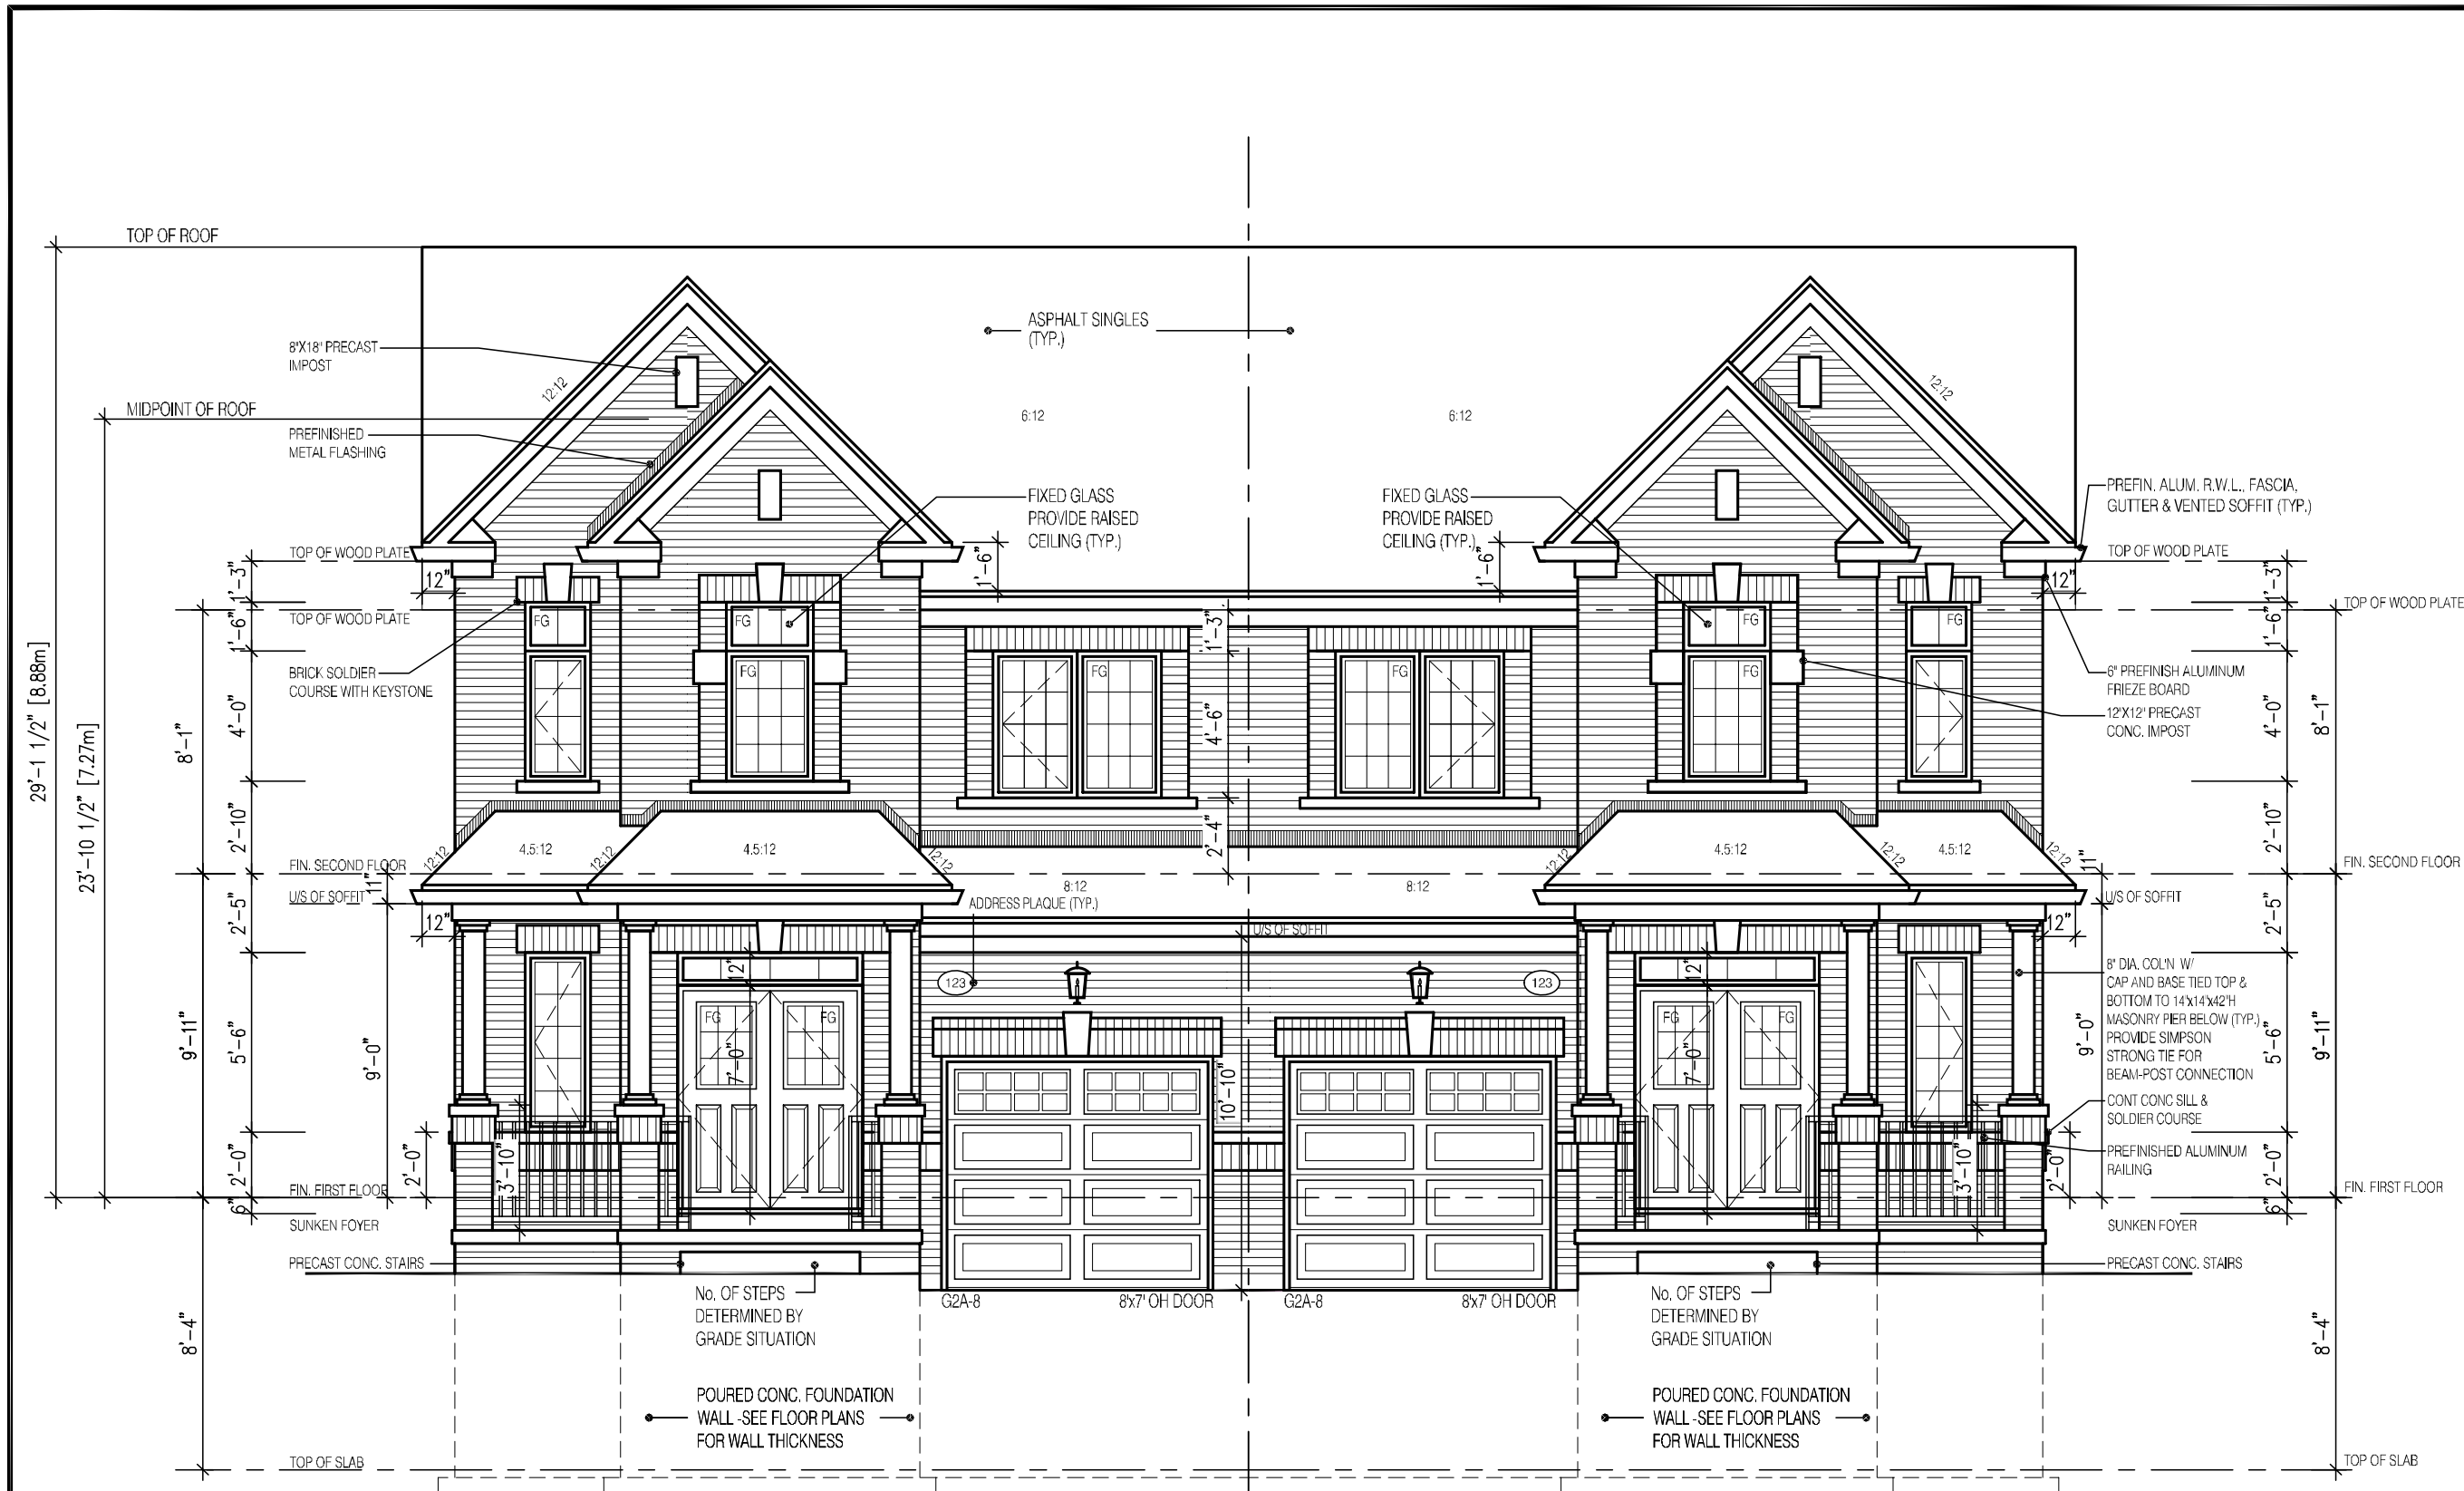 TOP OF ROOF
ASPHALT SINGLES
(TYP.)
8"X18" PRECAST
IMPOST
12:12
12:12
MIDPOINT OF ROOF
6:12
6:12
PREFINISHED
METAL FLASHING
FIXED GLASS
PROVIDE RAISED
CEILING (TYP.)
FIXED GLASS
PROVIDE RAISED
CEILING (TYP.)
PREFIN. ALUM. R.W.L., FASCIA,
GUTTER & VENTED SOFFIT (TYP.)
TOP OF WOOD PLATE
TOP OF WOOD PLATE
1'-6"
1'-6"
12"
12"
1'-3"
1'-3"
TOP OF WOOD PLATE
TOP OF WOOD PLATE
FG
FG
FG
FG
1'-6"
1'-3"
1'-6"
29'-1 1/2" [8.88m]
23'-10 1/2" [7.27m]
BRICK SOLDIER
COURSE WITH KEYSTONE
FG
FG
FG
FG
6" PREFINISH ALUMINUM
FRIEZE BOARD
12"X12" PRECAST
CONC. IMPOST
8'-1"
4'-0"
4'-6"
4'-0"
8'-1"
2'-10"
2'-4"
2'-10"
4.5:12
4.5:12
4.5:12
4.5:12
12:12
12:12
12:12
12:12
12:12
12:12
FIN. SECOND FLOOR
FIN. SECOND FLOOR
11"
11"
8:12
8:12
U/S OF SOFFIT
U/S OF SOFFIT
ADDRESS PLAQUE (TYP.)
2'-5"
12"
12"
2'-5"
U/S OF SOFFIT
12"
12"
123
123
8" DIA. COL'N W/
CAP AND BASE TIED TOP &
BOTTOM TO 14"x14"x42"H
MASONRY PIER BELOW (TYP.)
PROVIDE SIMPSON
STRONG TIE FOR
BEAM-POST CONNECTION
FG
FG
FG
FG
9'-11"
5'-6"
9'-0"
7'-0"
10'-10"
7'-0"
9'-0"
5'-6"
9'-11"
CONT CONC SILL &
SOLDIER COURSE
PREFINISHED ALUMINUM
RAILING
2'-0"
2'-0"
3'-10"
3'-10"
2'-0"
2'-0"
FIN. FIRST FLOOR
FIN. FIRST FLOOR
6"
6"
SUNKEN FOYER
SUNKEN FOYER
PRECAST CONC. STAIRS
PRECAST CONC. STAIRS
No. OF STEPS
DETERMINED BY
GRADE SITUATION
G2A-8
8'x7' OH DOOR
G2A-8
8'x7' OH DOOR
No. OF STEPS
DETERMINED BY
GRADE SITUATION
8'-4"
8'-4"
POURED CONC. FOUNDATION
WALL -SEE FLOOR PLANS
FOR WALL THICKNESS
POURED CONC. FOUNDATION
WALL -SEE FLOOR PLANS
FOR WALL THICKNESS
TOP OF SLAB
TOP OF SLAB